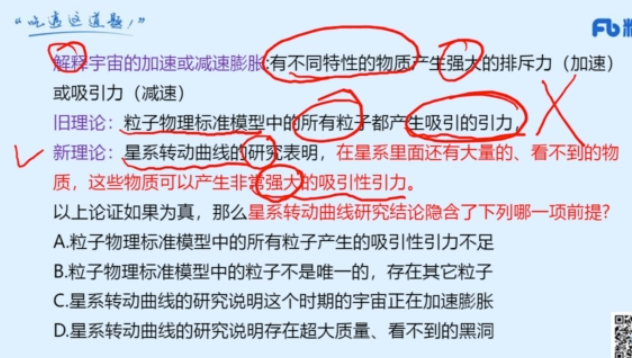 “吃透这道题！”
Fb 粉
解释宇宙的加速或减速膨胀:有不同特性的物质产生强大的排斥力（加速）
或吸引力（减速）
旧理论：粒子物理标准模型中的所有粒子都产生吸引的引力，
新理论：星系转动曲线的研究表明，在星系里面还有大量的、看不到的物
质，这些物质可以产生非常强大的吸引性引力。
以上论证如果为真，那么星系转动曲线研究结论隐含了下列哪一项前提?
A.粒子物理标准模型中的所有粒子产生的吸引性引力不足
B.粒子物理标准模型中的粒子不是唯一的，存在其它粒子
C.星系转动曲线的研究说明这个时期的宇宙正在加速膨胀
D.星系转动曲线的研究说明存在超大质量、看不到的黑洞